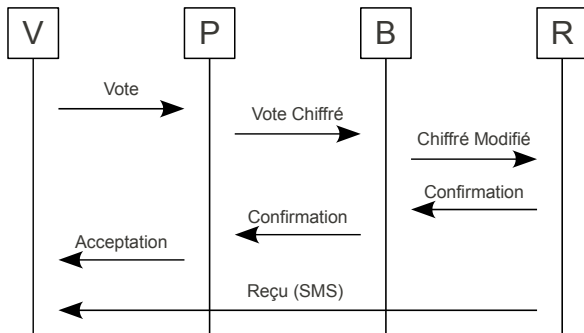 V P B R
Vote
Vote Chiffré
Chiffré Modifié
Confirmation
Confirmation
Acceptation
Reçu (SMS)